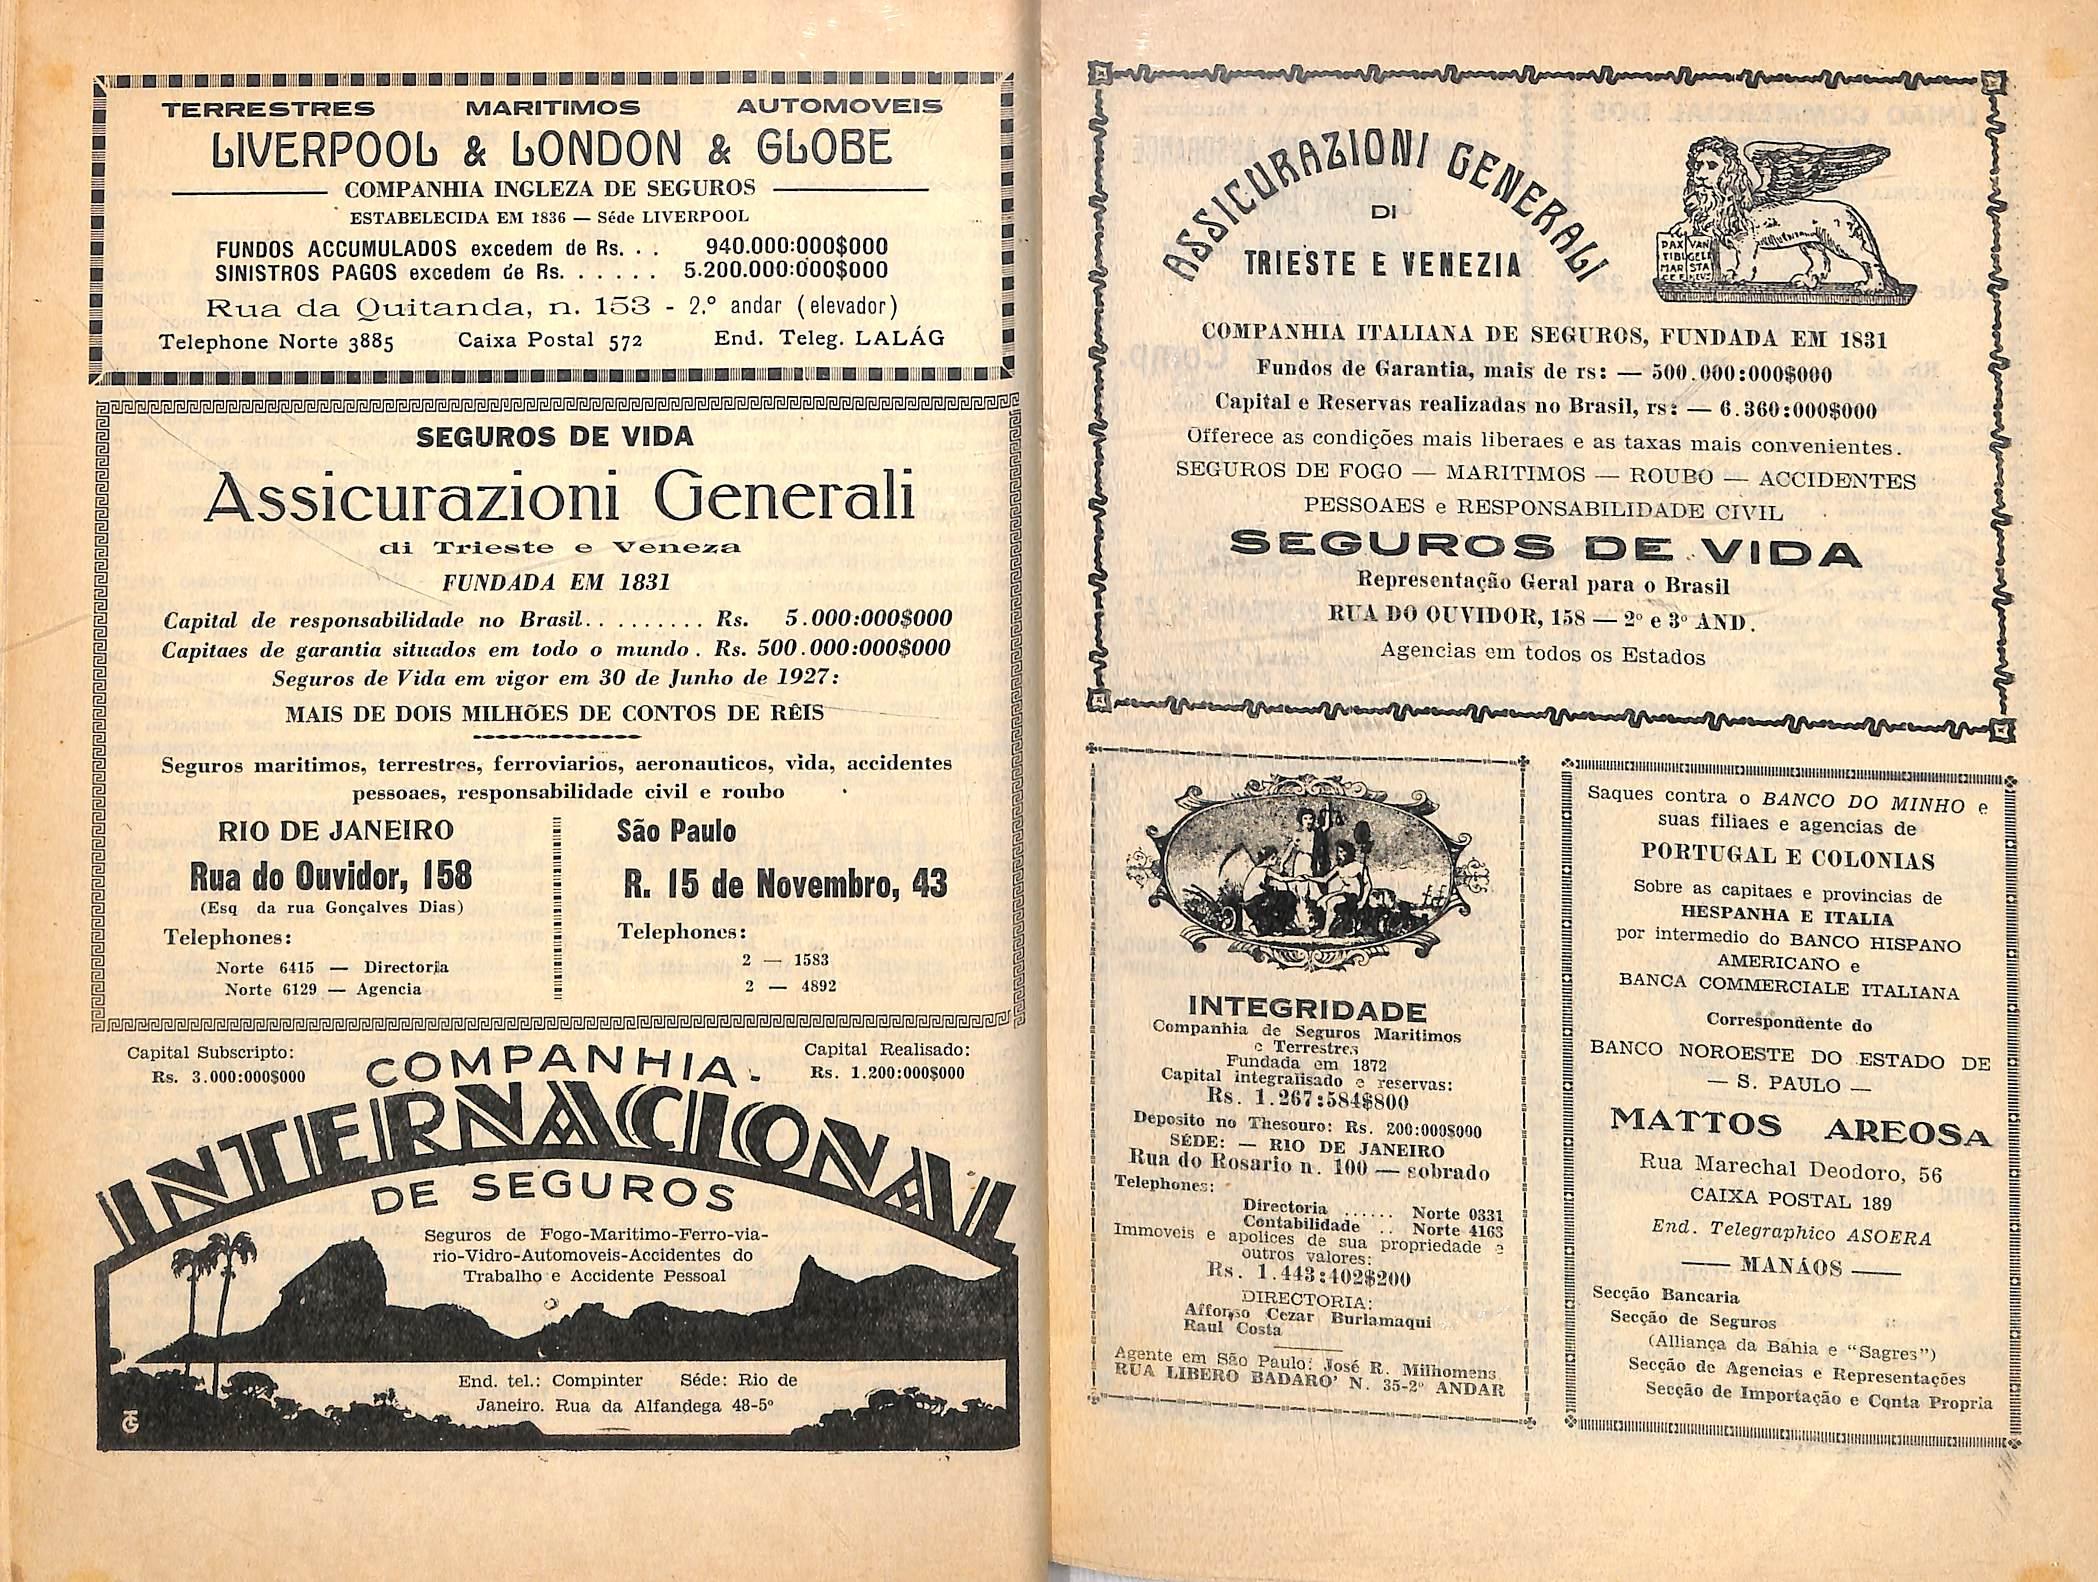 TERRESTRES MARITIMOS AUTOMOVEIS
LIVERPOOL & LONDON & GLOBE
COMPANHIA INGLEZA DE SEGUROS
ESTABELECIDA EM 1836 — Séde LIVERPOOL
FUNDOS ACCUMULADOS excedem de Rs. . . 940.000:000$000
SINISTROS PAGOS excedem de Rs. . . . . . 5.200.000:000$000
Rua da Quitanda, n. 153 - 2.º andar (elevador)
Telephone Norte 3885 Caixa Postal 572 End. Teleg. LALÁG
SEGUROS DE VIDA
Assicurazioni Generali
di Trieste e Veneza
FUNDADA EM 1831
Capital de responsabilidade no Brasil. . . . . . . . . Rs. 5.000:000$000
Capitaes de garantia situados em todo o mundo . Rs. 500.000:000$000
Seguros de Vida em vigor em 30 de Junho de 1927:
MAIS DE DOIS MILHÕES DE CONTOS DE RÊIS
Seguros maritimos, terrestres, ferroviarios, aeronauticos, vida, accidentes
pessoaes, responsabilidade civil e roubo
RIO DE JANEIRO
Rua do Ouvidor, 158
(Esq da rua Gonçalves Dias)
Telephones:
Norte 6415 — Directoria
Norte 6129 — Agencia
São Paulo
R. 15 de Novembro, 43
Telephones:
2 — 1583
2 — 4892
Capital Subscripto:
Rs. 3.000:000$000
COMPANHIA
Capital Realisado:
Rs. 1.200:000$000
INTERNACIONAL
DE SEGUROS
Seguros de Fogo-Maritimo-Ferro-via-
rio-Vidro-Automoveis-Accidentes do
Trabalho e Accidente Pessoal
End. tel.: Compinter Séde: Rio de
Janeiro. Rua da Alfandega 48-5º
ASSICURAZIONI GENERALI
DI
TRIESTE E VENEZIA
PAX VAN
TIBI GELI
MAR STA
CEE MEUS
COMPANHIA ITALIANA DE SEGUROS, FUNDADA EM 1831
Fundos de Garantia, mais de rs: — 500.000:000$000
Capital e Reservas realizadas no Brasil, rs: — 6.360:000$000
Offerece as condições mais liberaes e as taxas mais convenientes.
SEGUROS DE FOGO — MARITIMOS — ROUBO — ACCIDENTES
PESSOAES e RESPONSABILIDADE CIVIL
SEGUROS DE VIDA
Representação Geral para o Brasil
RUA DO OUVIDOR, 158 — 2º e 3º AND.
Agencias em todos os Estados
INTEGRIDADE
Companhia de Seguros Maritimos
e Terrestres
Fundada em 1872
Capital integralisado e reservas:
Rs. 1.267:584$800
Deposito no Thesouro: Rs. 200:000$000
SÉDE: — RIO DE JANEIRO
Rua do Rosario n. 100 — sobrado
Telephones:
Directoria ...... Norte 0331
Contabilidade .. Norte 4163
Immoveis e apolices de sua propriedade e
outros valores:
Rs. 1.443:402$200
DIRECTORIA:
Affonso Cezar Burlamaqui
Raul Costa
Agente em São Paulo: José R. Milhomens
RUA LIBERO BADARO' N. 35-2º ANDAR
Saques contra o BANCO DO MINHO e
suas filiaes e agencias de
PORTUGAL E COLONIAS
Sobre as capitaes e provincias de
HESPANHA E ITALIA
por intermedio do BANCO HISPANO
AMERICANO e
BANCA COMMERCIALE ITALIANA
Correspondente do
BANCO NOROESTE DO ESTADO DE
— S. PAULO —
MATTOS AREOSA
Rua Marechal Deodoro, 56
CAIXA POSTAL 189
End. Telegraphico ASOERA
—— MANÁOS ——
Secção Bancaria
Secção de Seguros
(Alliança da Bahia e "Sagres")
Secção de Agencias e Representações
Secção de Importação e Conta Propria